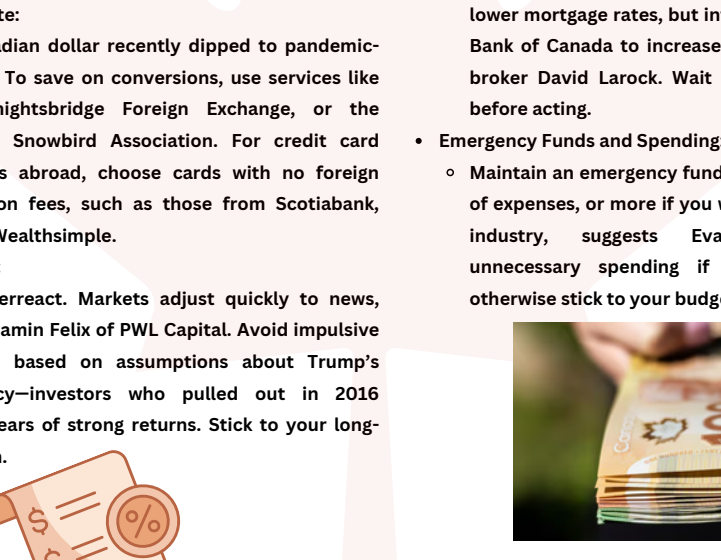 te:
dian dollar recently dipped to pandemic-
To save on conversions, use services like
nightsbridge Foreign Exchange, or the
Snowbird Association. For credit card
s abroad, choose cards with no foreign
on fees, such as those from Scotiabank,
Wealthsimple.
erreact. Markets adjust quickly to news,
amin Felix of PWL Capital. Avoid impulsive
based on assumptions about Trump's
cy—investors who pulled out in 2016
ears of strong returns. Stick to your long-
.
$
%
$
lower mortgage rates, but in
Bank of Canada to increase
broker David Larock. Wait
before acting.
• Emergency Funds and Spending:
Maintain an emergency fund
of expenses, or more if you w
industry, suggests Eva
unnecessary spending if
otherwise stick to your budge
Canada